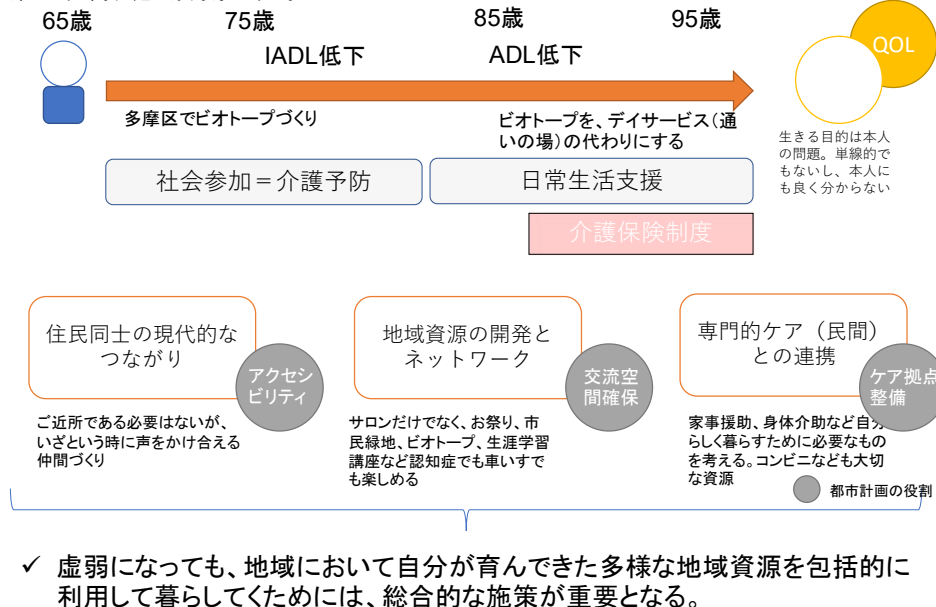 65歳
75歳
85歳
95歳
IADL低下
ADL低下
QOL
多摩区でビオトープづくり
ビオトープを、デイサービス（通
いの場）の代わりにする
生きる目的は本人
の問題。単線的で
もないし、本人に
も良く分からない
社会参加＝介護予防
日常生活支援
介護保険制度
住民同士の現代的な
つながり
アクセシ
ビリティ
ご近所である必要はないが、
いざという時に声をかけ合える
仲間づくり
地域資源の開発と
ネットワーク
交流空
間確保
サロンだけでなく、お祭り、市
民緑地、ビオトープ、生涯学習
講座など認知症でも車いすで
も楽しめる
専門的ケア（民間）
との連携
ケア拠点
整備
家事援助、身体介助など自分
らしく暮らすために必要なもの
を考える。コンビニなども大切
な資源
都市計画の役割
✓ 虚弱になっても、地域において自分が育んできた多様な地域資源を包括的に
利用して暮らしてくためには、総合的な施策が重要となる。